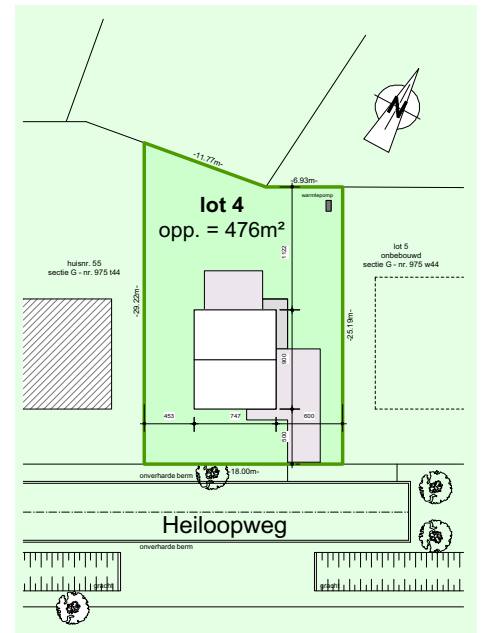 N
-11.77m-
-6.93m-
warmtepomp
lot 4
opp. = 476m²
1122
huisnr. 55
sectie G - nr. 975 t44
lot 5
onbebouwd
sectie G - nr. 975 w44
-29.22m-
-25.19m-
900
453
747
600
500
-18.00m-
onverharde berm
Heiloopweg
onverharde berm
gracht
gracht